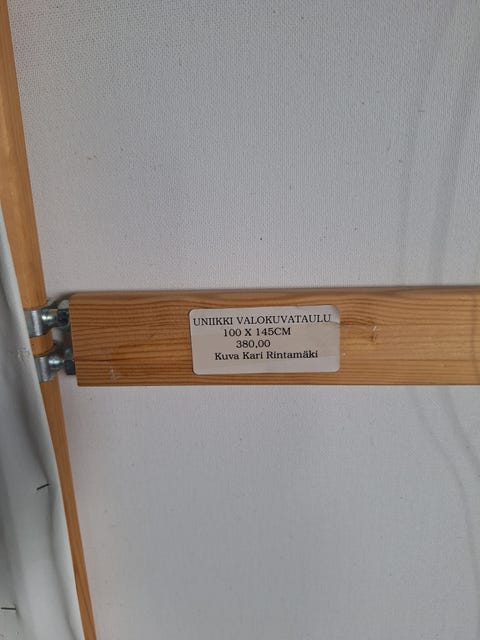 UNIIKKI VALOKUVATAULU
100 X 145CM
380,00
Kuva Kari Rintamäki